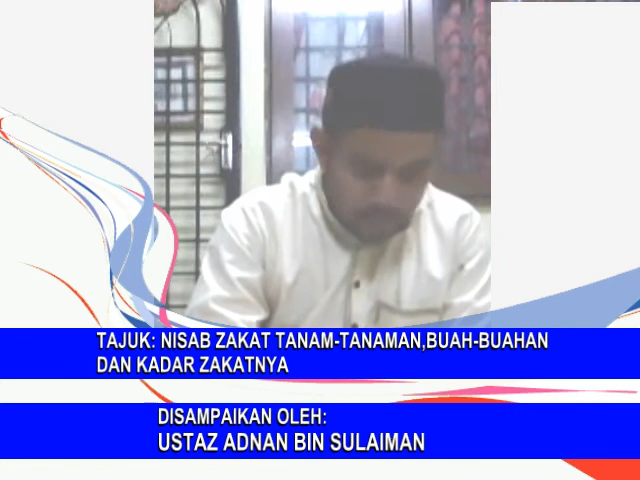 TAJUK: NISAB ZAKAT TANAM-TANAMAN,BUAH-BUAHAN
DAN KADAR ZAKATNYA
DISAMPAIKAN OLEH:
USTAZ ADNAN BIN SULAIMAN